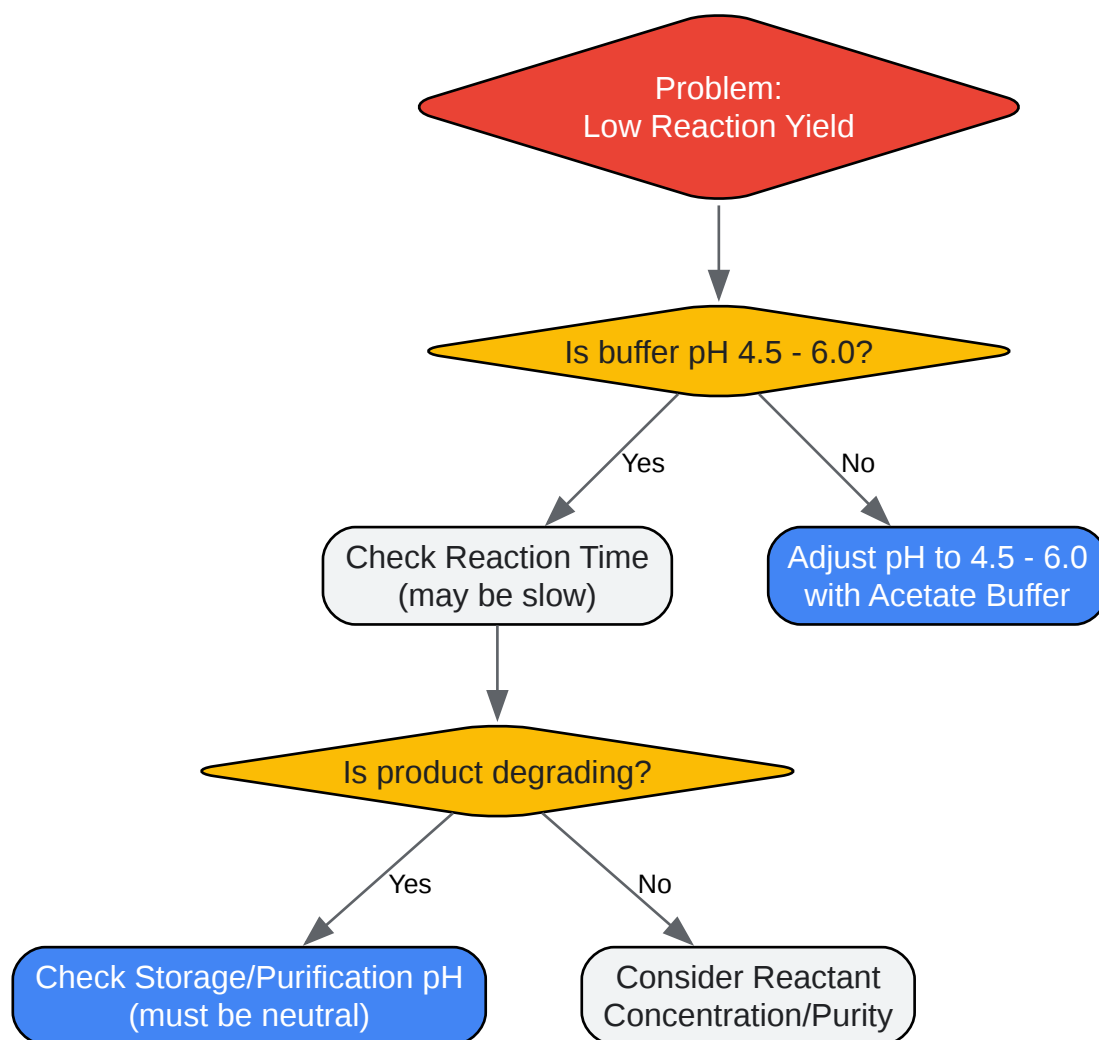 Problem:
Low Reaction Yield
Is buffer pH 4.5 - 6.0?
Yes
No
Check Reaction Time
(may be slow)
Adjust pH to 4.5 - 6.0
with Acetate Buffer
Is product degrading?
Yes
No
Check Storage/Purification pH
(must be neutral)
Consider Reactant
Concentration/Purity